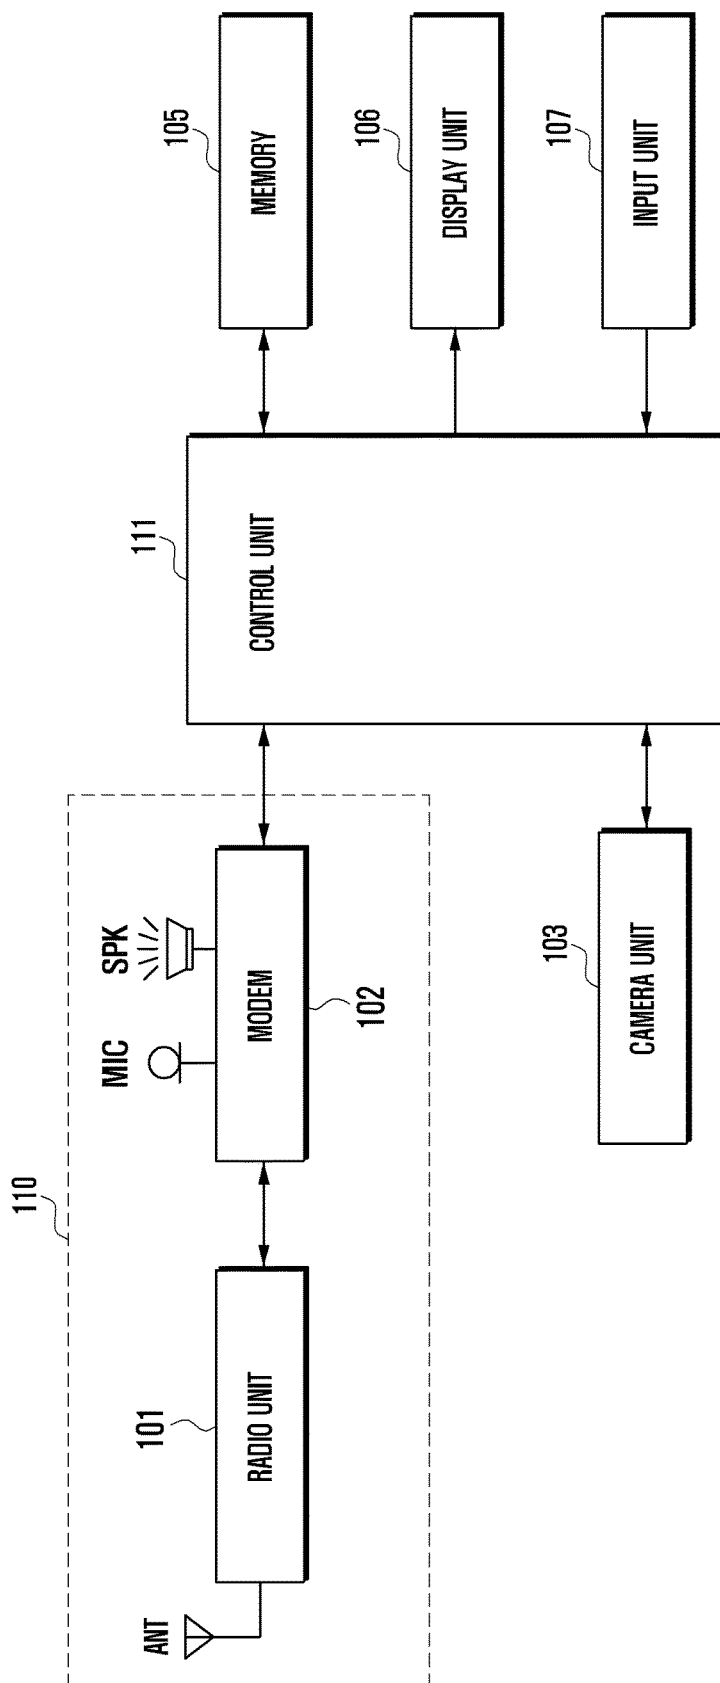 110
ANT
101
RADIO UNIT
MIC
SPK
MODEM
102
111
CONTROL UNIT
103
CAMERA UNIT
105
MEMORY
106
DISPLAY UNIT
107
INPUT UNIT